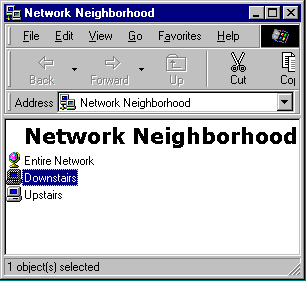 Network Neighborhood
File Edit View Go Favorites Help
Back Forward Up Cut
Address Network Neighborhood
Network Neighborhood
Entire Network
Downstairs
Upstairs
1 object(s) selected